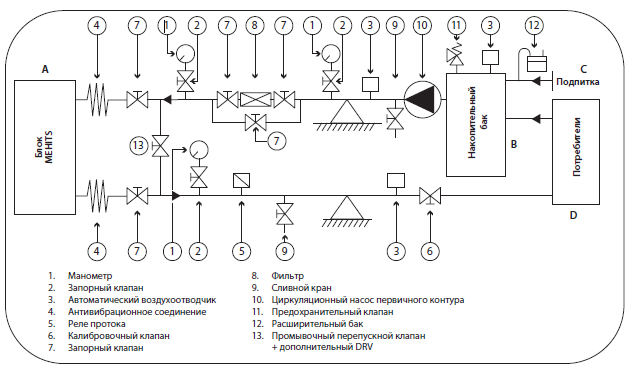 4 7 1 2 7 8 7 1 2 3 9 10 11 3 12
A
C
Подпитка
Блок
MEHITS
Накопительный
бак
B
Потребители
13
7
D
4 7 1 2 5 9 3 6
1. Манометр
2. Запорный клапан
3. Автоматический воздухоотводчик
4. Антивибрационное соединение
5. Реле протока
6. Калибровочный клапан
7. Запорный клапан
8. Фильтр
9. Сливной кран
10. Циркуляционный насос первичного контура
11. Предохранительный клапан
12. Расширительный бак
13. Промывочный перепускной клапан
+ дополнительный DRV